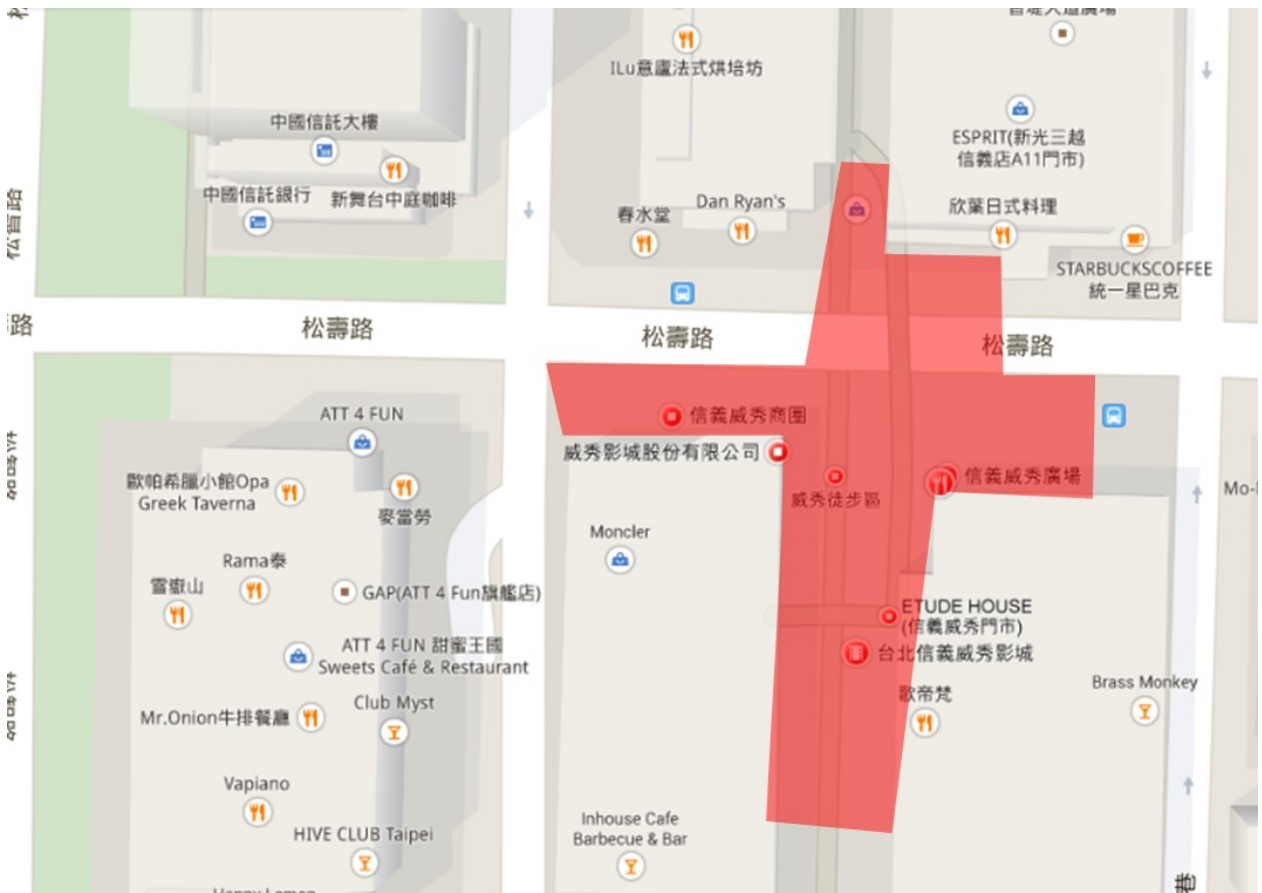 ILu意廬法式烘培坊
中國信託大樓
ESPRIT(新光三越
信義店A11門市)
中國信託銀行
新舞台中庭咖啡
春水堂
Dan Ryan's
欣葉日式料理
STARBUCKSCOFFEE
統一星巴克
路
松壽路
松壽路
松壽路
ATT 4 FUN
信義威秀商圈
威秀影城股份有限公司
歐帕希臘小館Opa
Greek Taverna
麥當勞
威秀徒步區
信義威秀廣場
Mo-
Moncler
Rama泰
雪嶽山
GAP(ATT 4 Fun旗艦店)
ETUDE HOUSE
(信義威秀門市)
ATT 4 FUN 甜蜜王國
Sweets Café & Restaurant
台北信義威秀影城
Club Myst
歌帝梵
Brass Monkey
Mr.Onion牛排餐廳
Vapiano
HIVE CLUB Taipei
Inhouse Cafe
Barbecue & Bar
巷